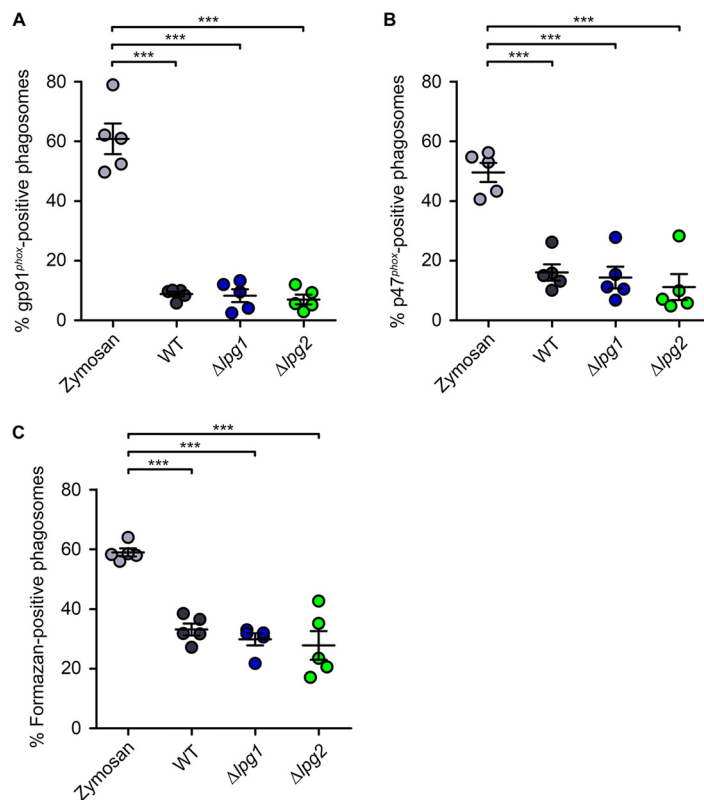 A
***
***
***
% gp91phox-positive phagosomes
80
60
40
20
0
Zymosan
WT
Δlpg1
Δlpg2
B
***
***
***
% p47phox-positive phagosomes
80
60
40
20
0
Zymosan
WT
Δlpg1
Δlpg2
C
***
***
***
% Formazan-positive phagosomes
80
60
40
20
0
Zymosan
WT
Δlpg1
Δlpg2